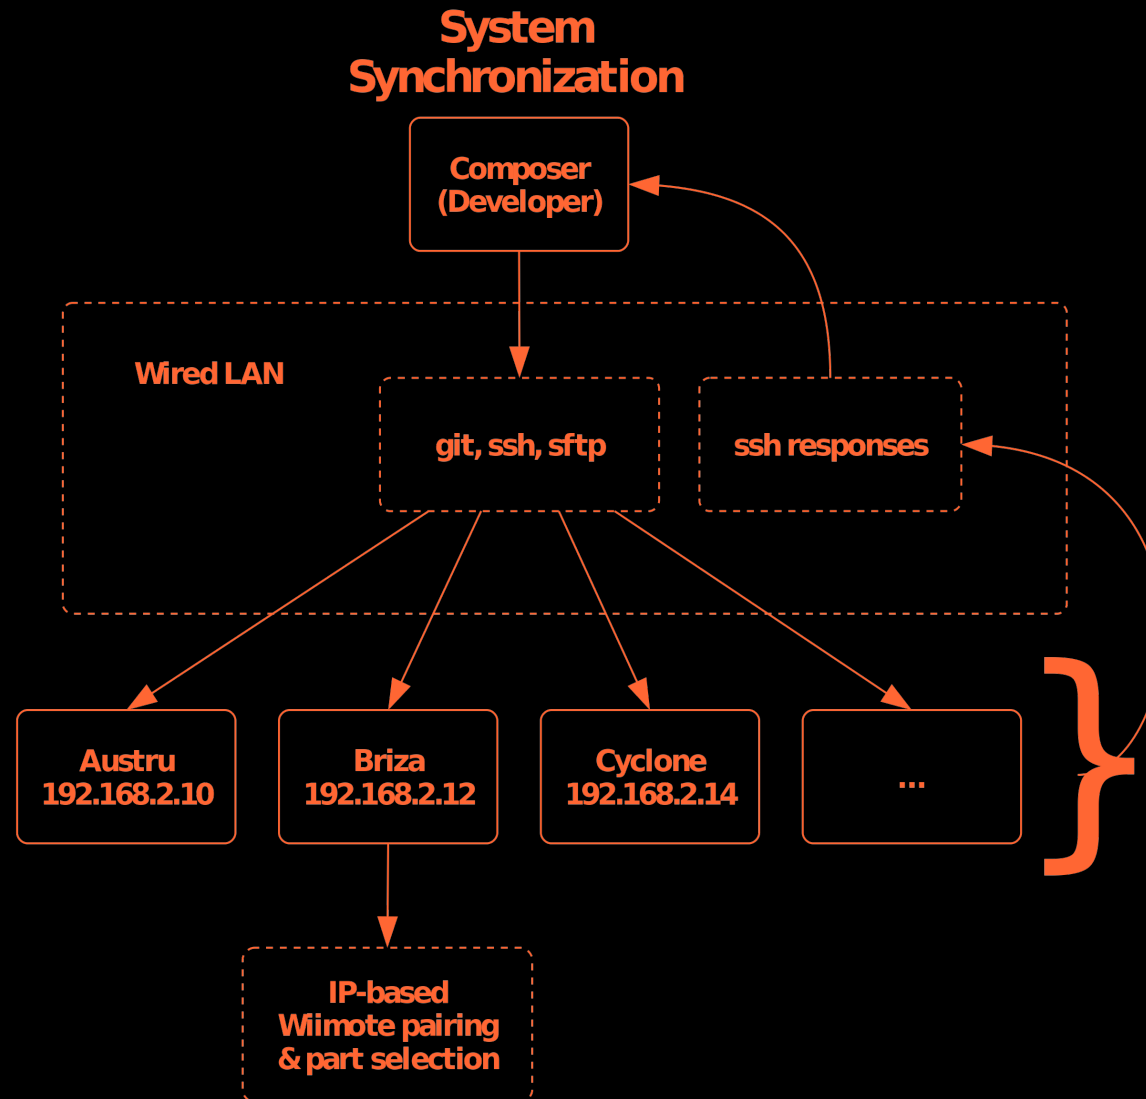 System
Synchronization
Composer
(Developer)
Wired LAN
git, ssh, sftp
ssh responses
Austru
192.168.2.10
Briza
192.168.2.12
Cyclone
192.168.2.14
...
}
IP-based
Wiimote pairing
& part selection